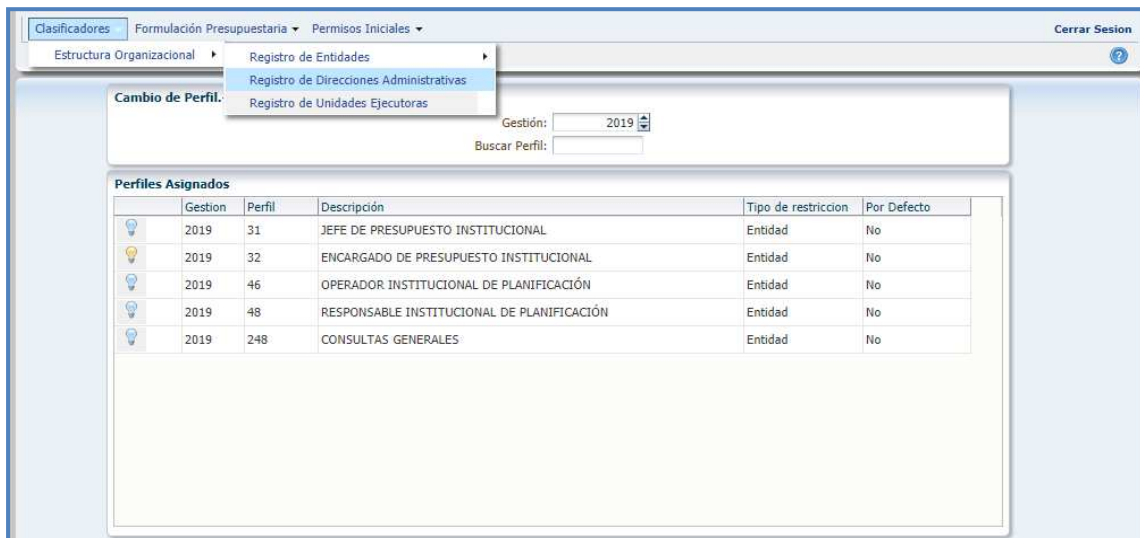 Clasificadores Formulación Presupuestaria Permisos Iniciales Cerrar Sesion
Estructura Organizacional Registro de Entidades
Registro de Direcciones Administrativas
Registro de Unidades Ejecutoras
Cambio de Perfil.
Gestión: 2019
Buscar Perfil:
Perfiles Asignados
Gestion Perfil Descripción Tipo de restriccion Por Defecto
2019 31 JEFE DE PRESUPUESTO INSTITUCIONAL Entidad No
2019 32 ENCARGADO DE PRESUPUESTO INSTITUCIONAL Entidad No
2019 46 OPERADOR INSTITUCIONAL DE PLANIFICACIÓN Entidad No
2019 48 RESPONSABLE INSTITUCIONAL DE PLANIFICACIÓN Entidad No
2019 248 CONSULTAS GENERALES Entidad No